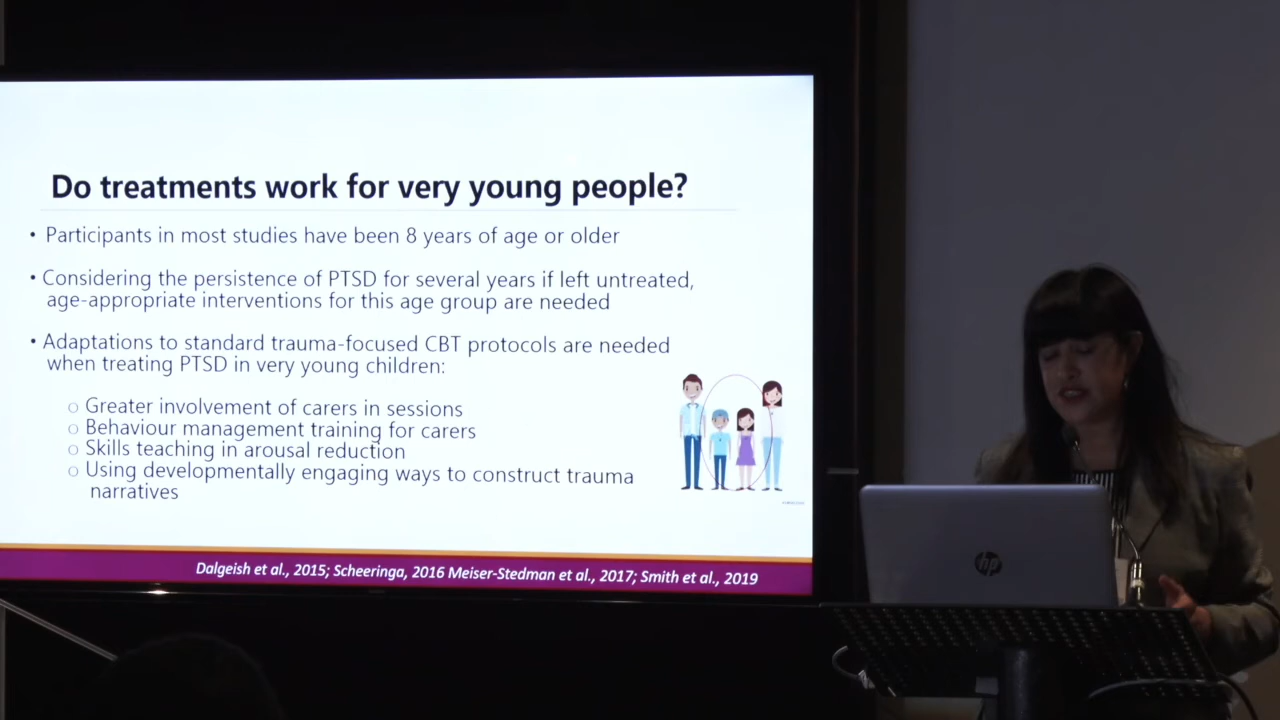 Do treatments work for very young people?
• Participants in most studies have been 8 years of age or older
• Considering the persistence of PTSD for several years if left untreated,
age-appropriate interventions for this age group are needed
• Adaptations to standard trauma-focused CBT protocols are needed
when treating PTSD in very young children:
o Greater involvement of carers in sessions
o Behaviour management training for carers
o Skills teaching in arousal reduction
o Using developmentally engaging ways to construct trauma
narratives
Dalgeish et al., 2015; Scheeringa, 2016 Meiser-Stedman et al., 2017; Smith et al., 2019
hp